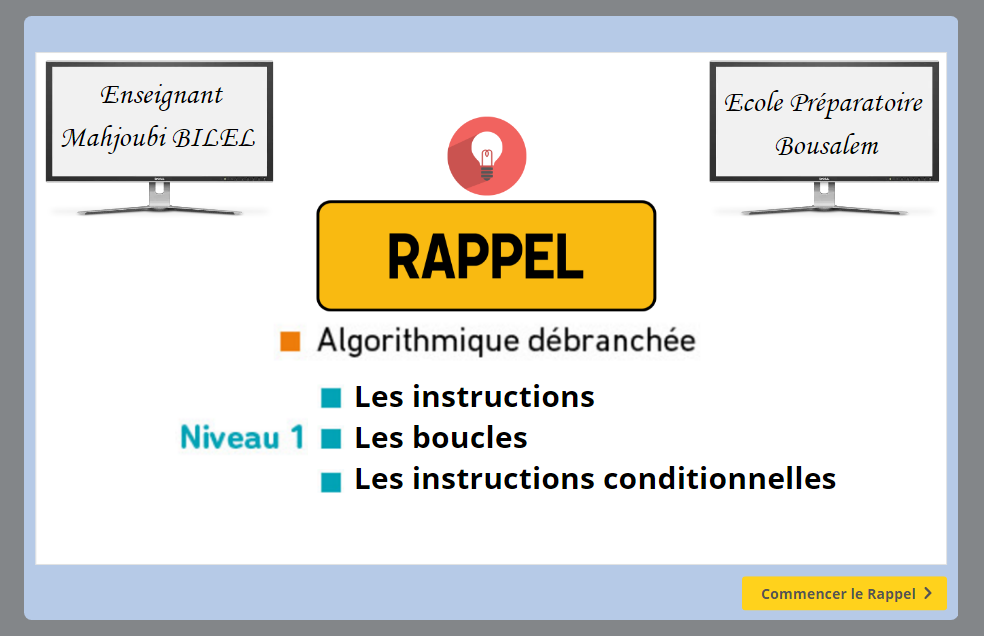 Enseignant
Mahjoubi BILEL
Ecole Préparatoire
Bousalem
RAPPEL
Algorithmique débranchée
Niveau 1
Les instructions
Les boucles
Les instructions conditionnelles
Commencer le Rappel